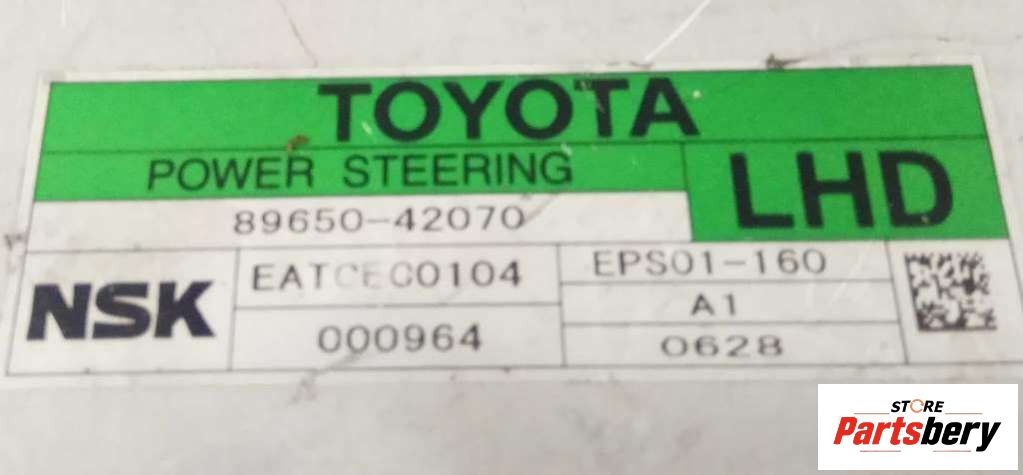 TOYOTA
POWER STEERING
LHD
89650-42070
NSK
EATCEC0104
EPS01-160
A1
000964
0628
STORE
Partsbery